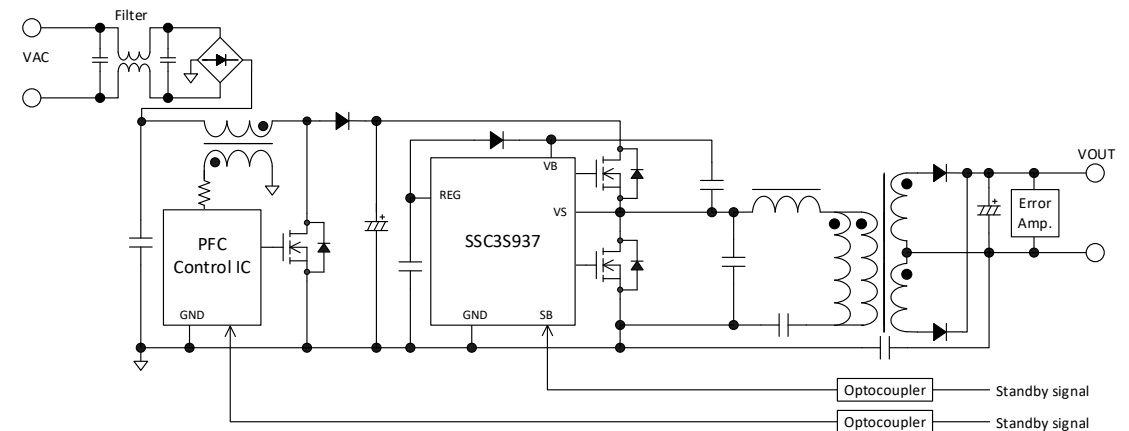 Filter
VAC
VOUT
VB
REG
VS
Error
Amp.
PFC
Control IC
SSC3S937
GND
GND
SB
Optocoupler
Standby signal
Optocoupler
Standby signal